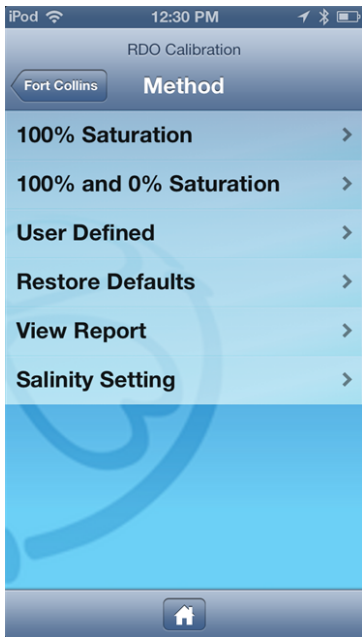 iPod 12:30 PM
RDO Calibration
Fort Collins Method
100% Saturation
100% and 0% Saturation
User Defined
Restore Defaults
View Report
Salinity Setting